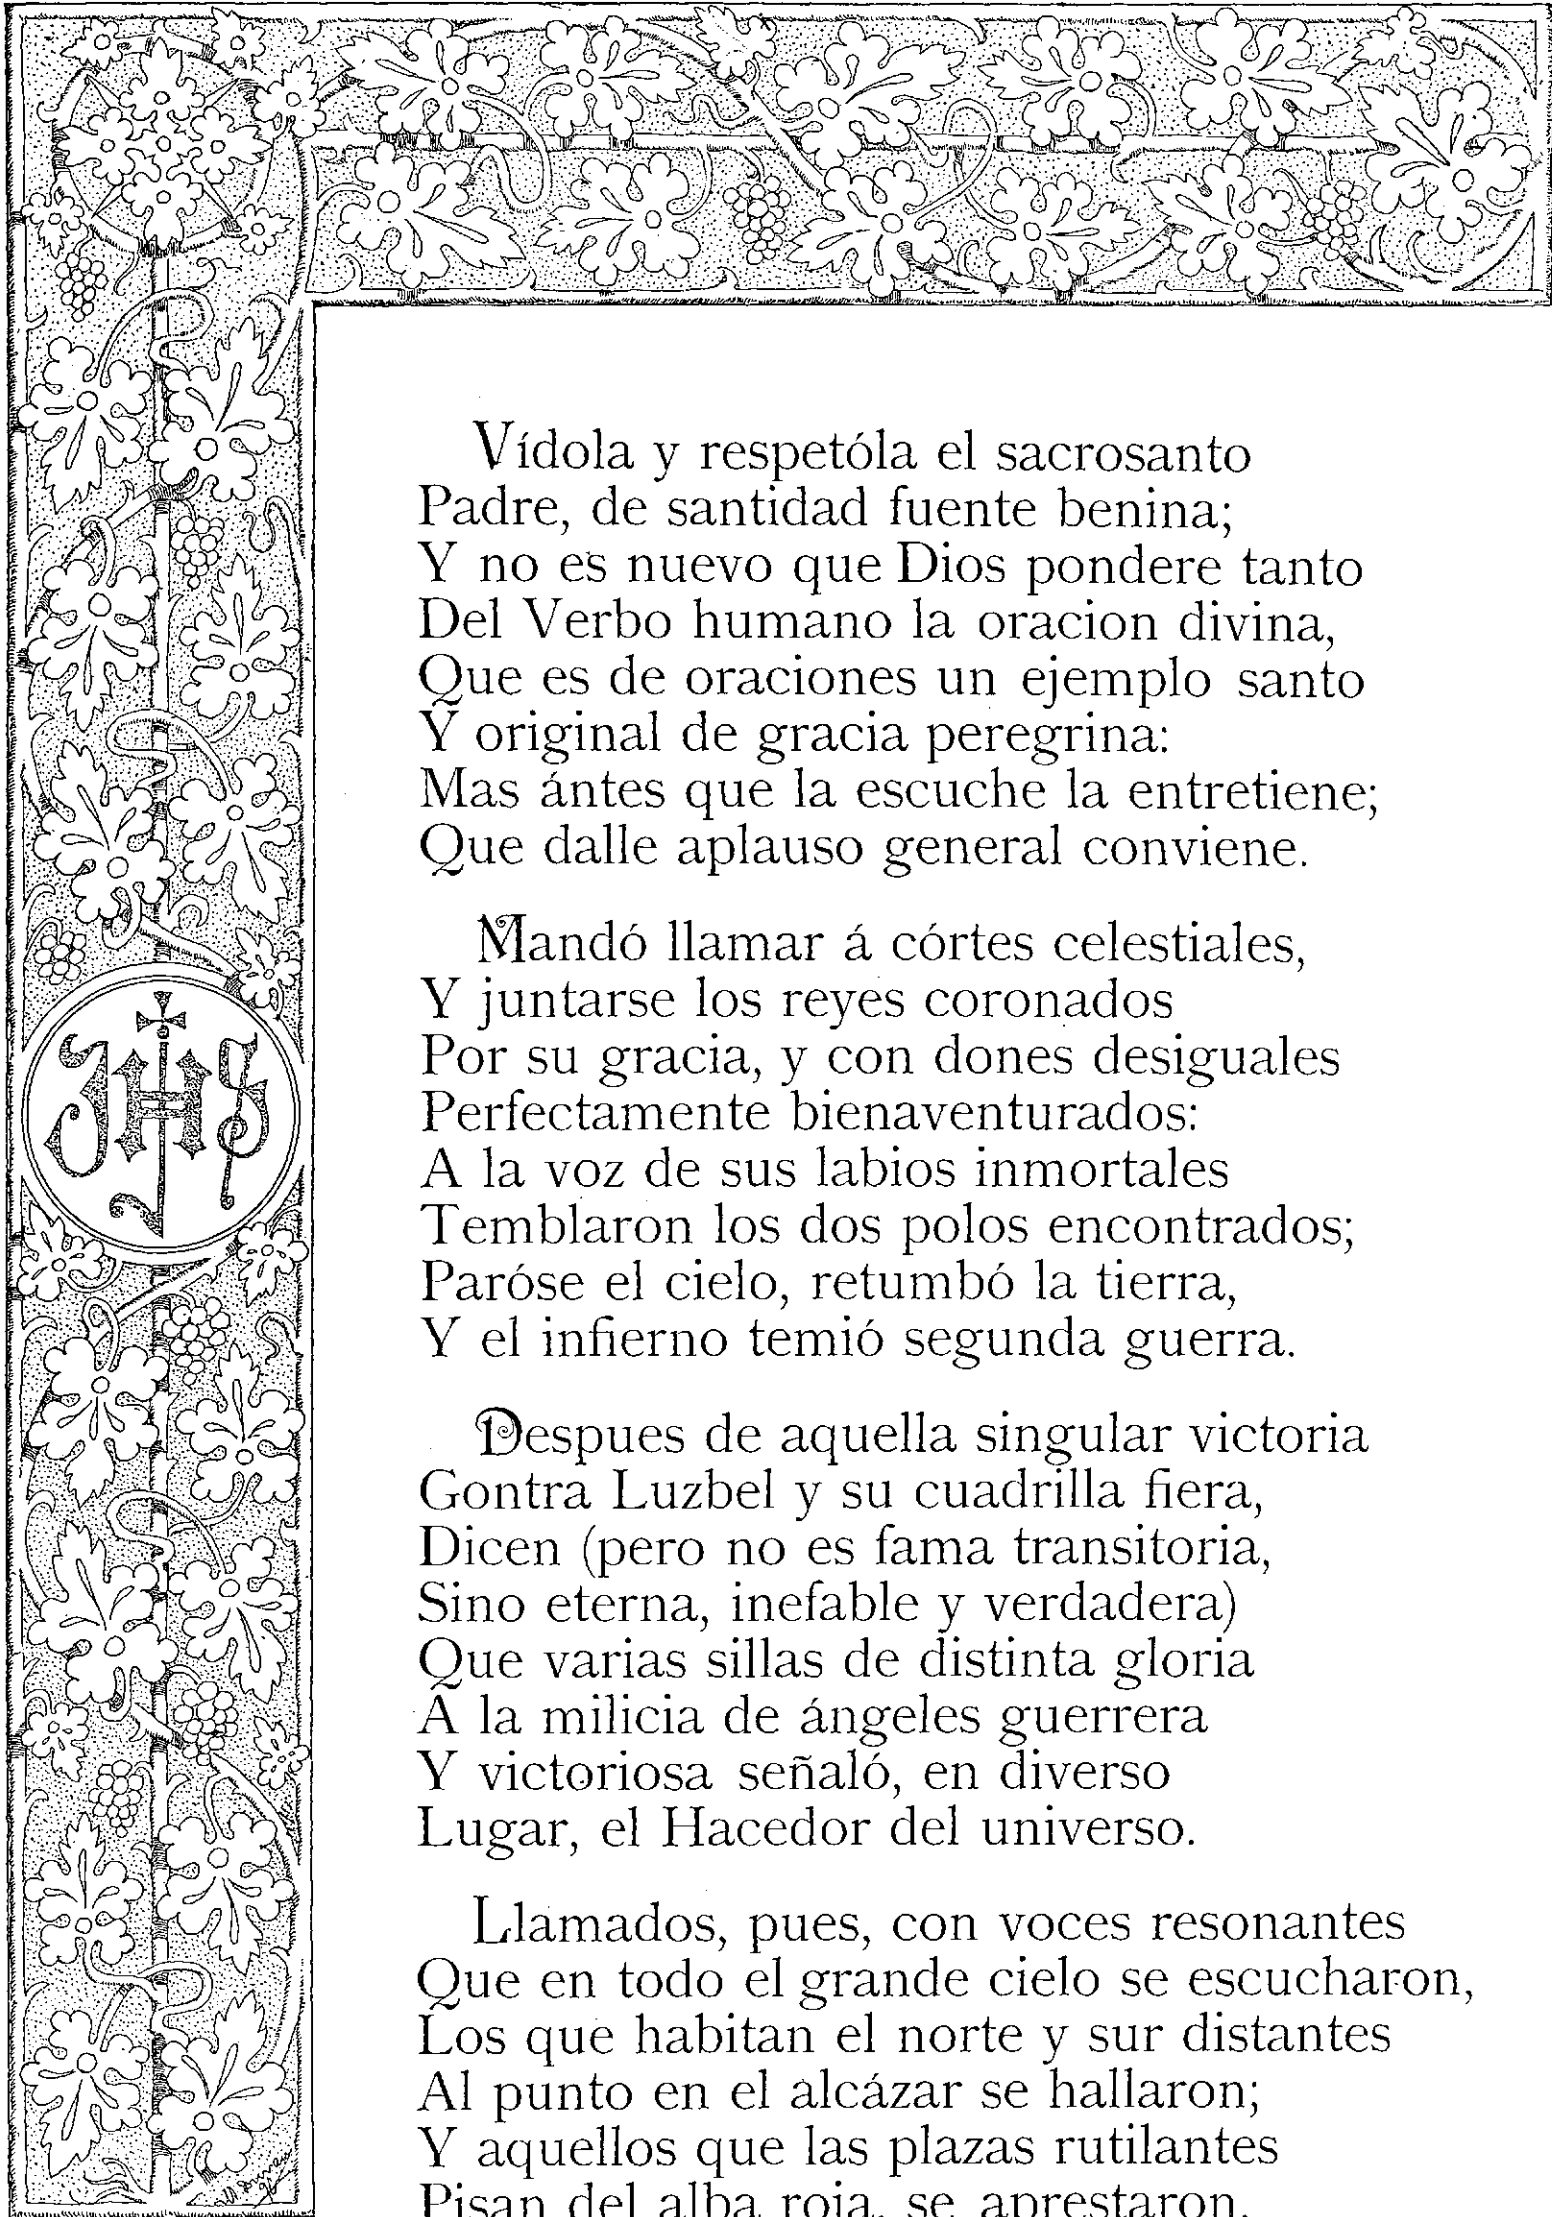 Vídola y respetóla el sacrosanto
Padre, de santidad fuente benina;
Y no es nuevo que Dios pondere tanto
Del Verbo humano la oracion divina,
Que es de oraciones un ejemplo santo
Y original de gracia peregrina:
Mas ántes que la escuche la entretiene;
Que dalle aplauso general conviene.
Mandó llamar á córtes celestiales,
Y juntarse los reyes coronados
Por su gracia, y con dones desiguales
Perfectamente bienaventurados:
A la voz de sus labios inmortales
Temblaron los dos polos encontrados;
Paróse el cielo, retumbó la tierra,
Y el infierno temió segunda guerra.
JHS
Despues de aquella singular victoria
Gontra Luzbel y su cuadrilla fiera,
Dicen (pero no es fama transitoria,
Sino eterna, inefable y verdadera)
Que varias sillas de distinta gloria
A la milicia de ángeles guerrera
Y victoriosa señaló, en diverso
Lugar, el Hacedor del universo.
Llamados, pues, con voces resonantes
Que en todo el grande cielo se escucharon,
Los que habitan el norte y sur distantes
Al punto en el alcázar se hallaron;
Y aquellos que las plazas rutilantes
Pisan del alba roja, se aprestaron,